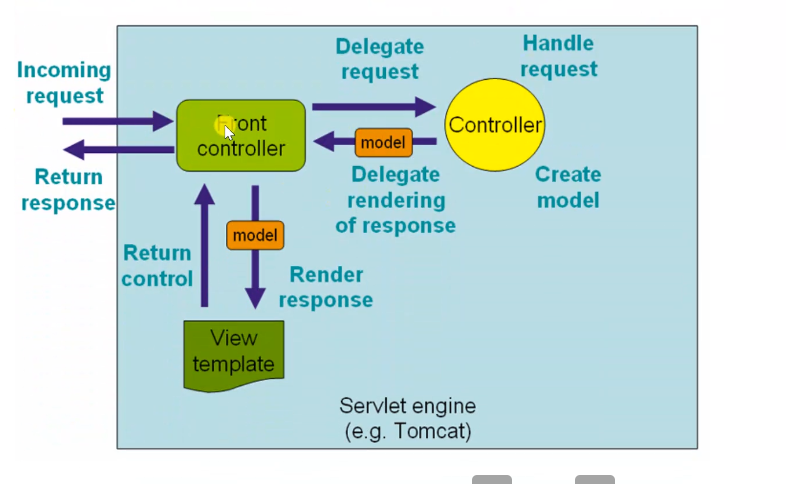 Incoming
request
Return
response
Delegate
request
Handle
request
Front
controller
Controller
model
Delegate
rendering
of response
Create
model
model
Return
control
Render
response
View
template
Servlet engine
(e.g. Tomcat)